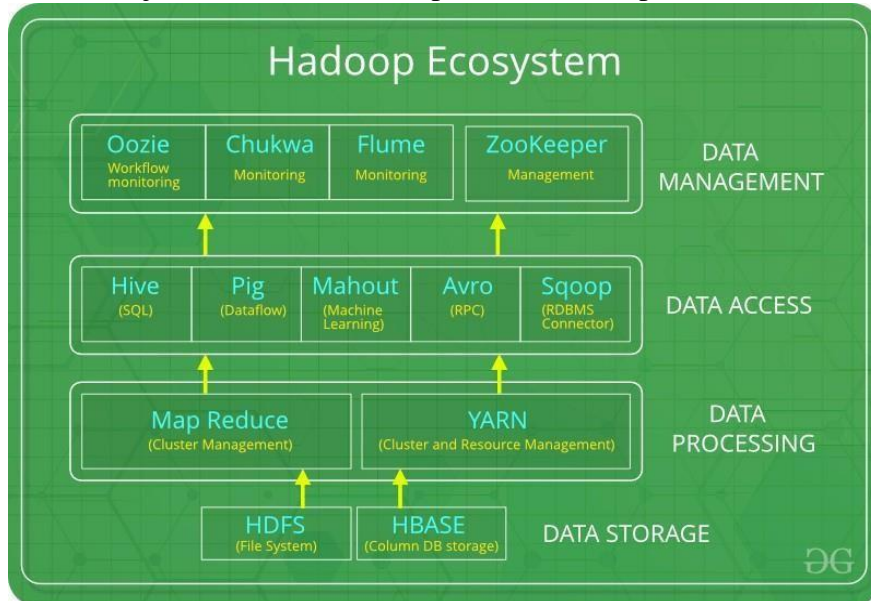 Hadoop Ecosystem
Oozie
Workflow
monitoring
Chukwa
Monitoring
Flume
Monitoring
ZooKeeper
Management
DATA
MANAGEMENT
Hive
(SQL)
Pig
(Dataflow)
Mahout
(Machine
Learning)
Avro
(RPC)
Sqoop
(RDBMS
Connector)
DATA ACCESS
Map Reduce
(Cluster Management)
YARN
(Cluster and Resource Management)
DATA
PROCESSING
HDFS
(File System)
HBASE
(Column DB storage)
DATA STORAGE